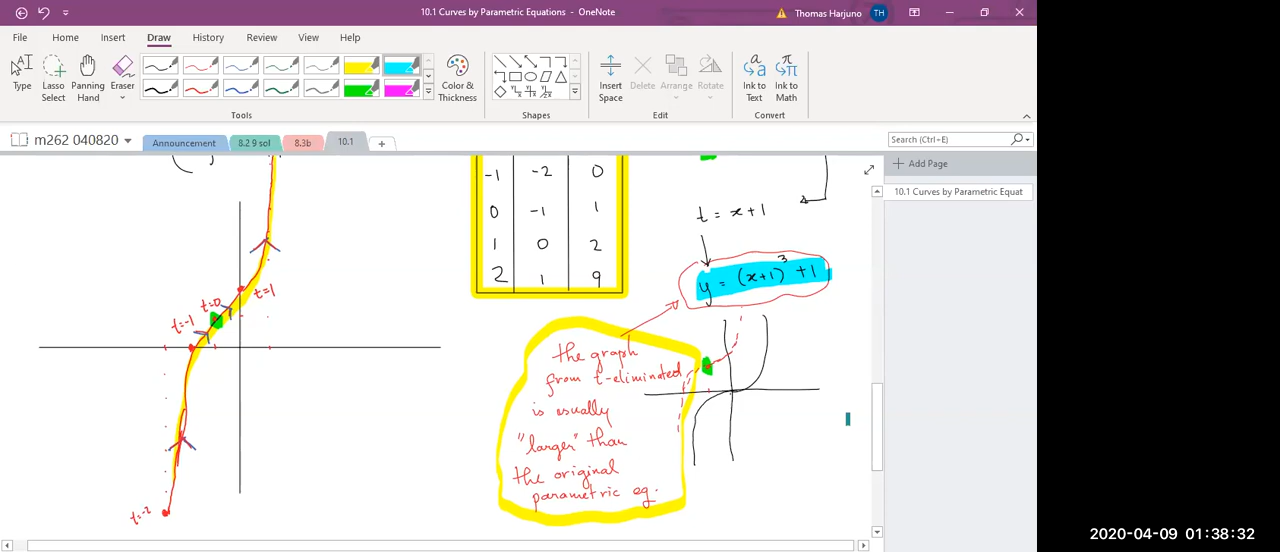 10.1 Curves by Parametric Equations - OneNote
Thomas Harjuno
TH
File Home Insert Draw History Review View Help
Type
Lasso Select
Panning Hand
Eraser
Color & Thickness
Insert Space
Delete
Arrange
Rotate
Ink to Text
Ink to Math
Tools
Shapes
Edit
Convert
m262 040820
Announcement
8.2 9 sol
8.3b
10.1
Search (Ctrl+E)
Add Page
10.1 Curves by Parametric Equat
-1 -2 0
0 -1 1
1 0 2
2 1 9
t = x+1
y = (x+1)³ + 1
t=-1
t=0
t=1
t=-2
the graph
from t-eliminated
is usually
"larger" than
the original
parametric eq.
2020-04-09 01:38:32